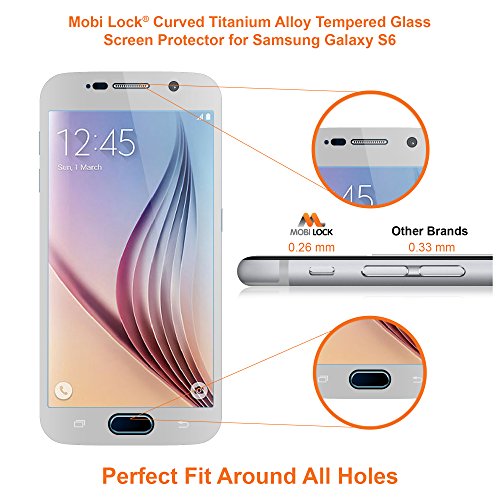 Mobi Lock® Curved Titanium Alloy Tempered Glass
Screen Protector for Samsung Galaxy S6
12:45
Sun, 1 March
MOBI LOCK
0.26 mm
Other Brands
0.33 mm
Perfect Fit Around All Holes